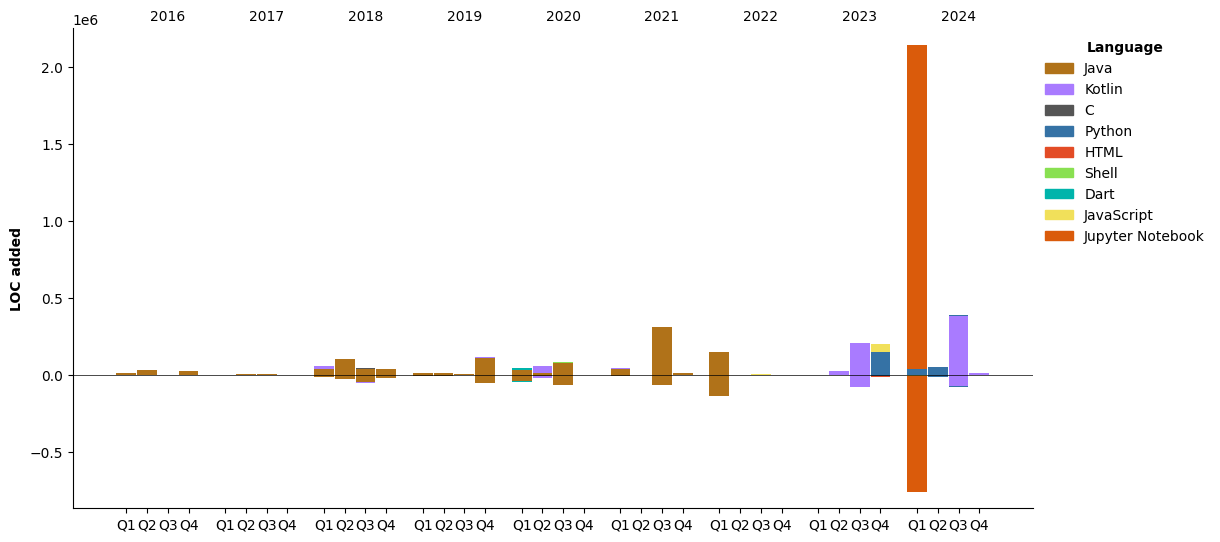 1e6
2016 2017 2018 2019 2020 2021 2022 2023 2024
2.0
1.5
1.0
0.5
0.0
−0.5
LOC added
Q1 Q2 Q3 Q4 Q1 Q2 Q3 Q4 Q1 Q2 Q3 Q4 Q1 Q2 Q3 Q4 Q1 Q2 Q3 Q4 Q1 Q2 Q3 Q4 Q1 Q2 Q3 Q4 Q1 Q2 Q3 Q4 Q1 Q2 Q3 Q4
Language
Java
Kotlin
C
Python
HTML
Shell
Dart
JavaScript
Jupyter Notebook